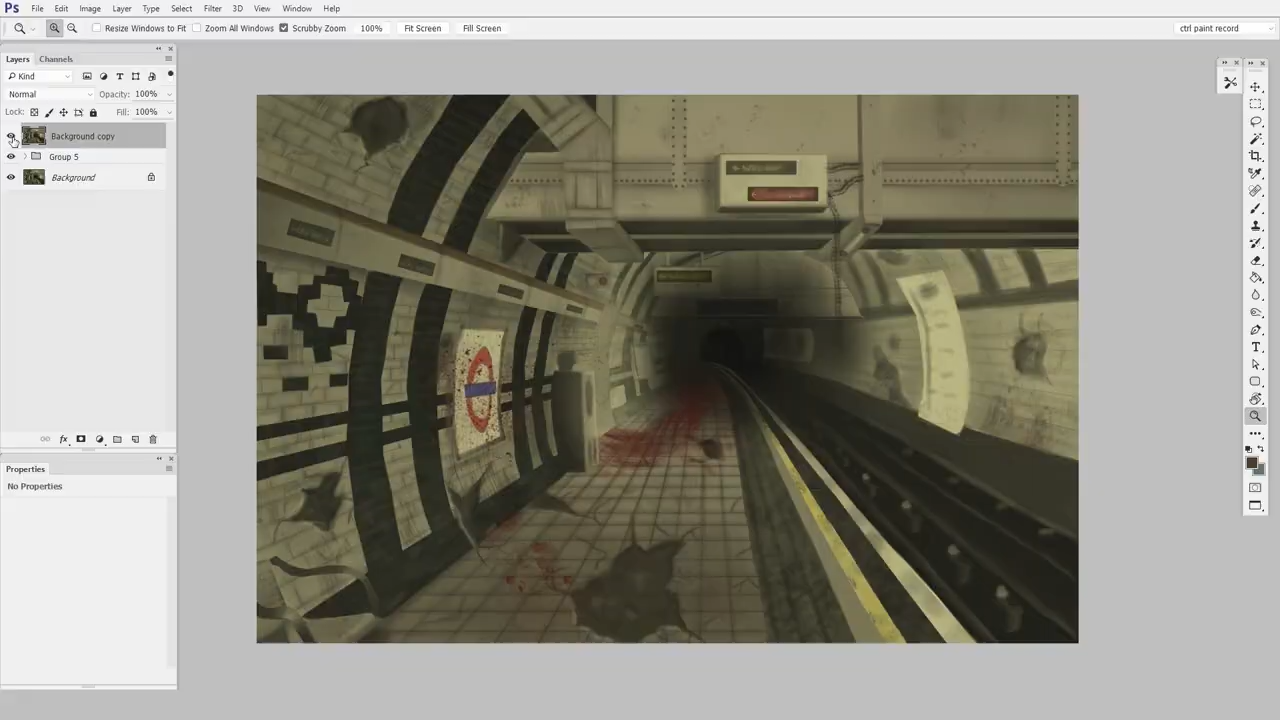 Ps File Edit Image Layer Type Select Filter 3D View Window Help
Resize Windows to Fit Zoom All Windows Scrubby Zoom 100% Fit Screen Fill Screen ctrl paint record
Layers Channels
Kind
Normal Opacity: 100%
Lock: Fill: 100%
Background copy
Group 5
Background
fx
Properties
No Properties